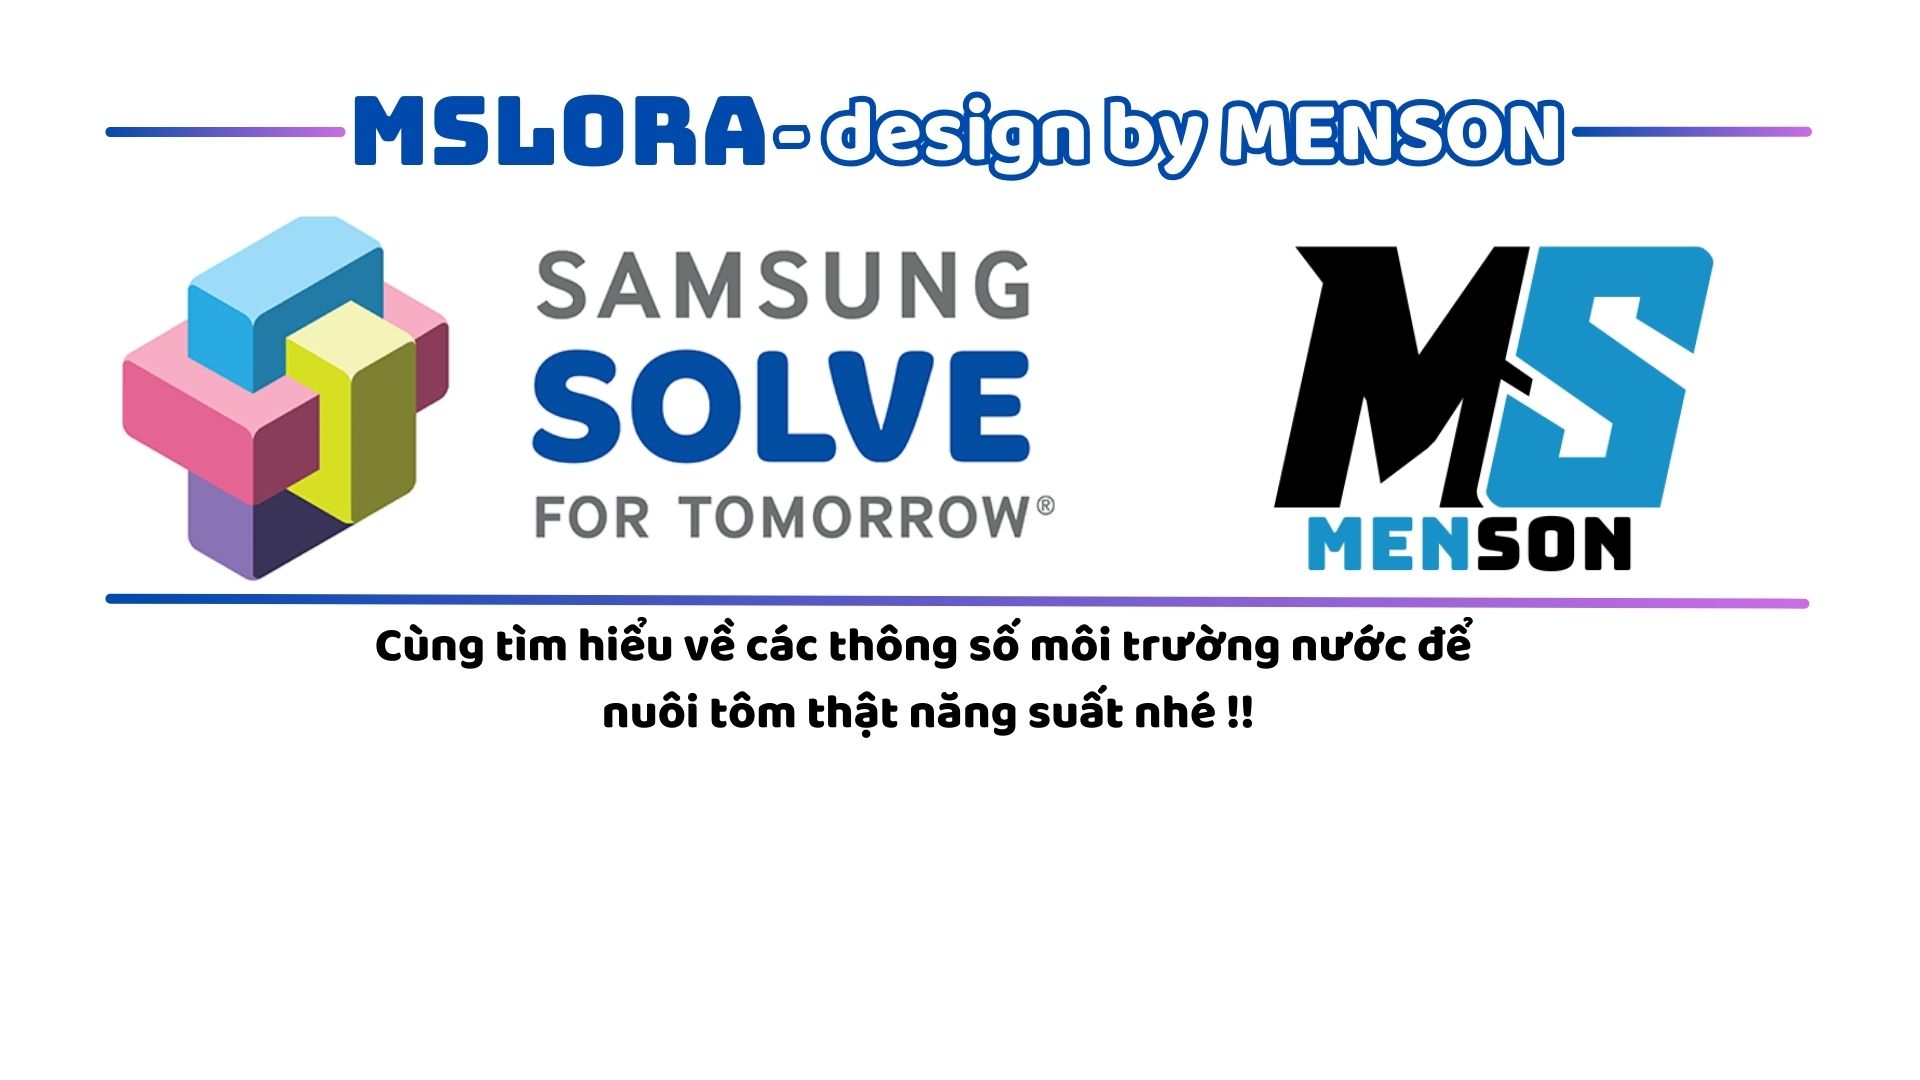 MSLORA - design by MENSON
SAMSUNG
SOLVE
FOR TOMORROW®
MS
MENSON
Cùng tìm hiểu về các thông số môi trường nước để
nuôi tôm thật năng suất nhé !!